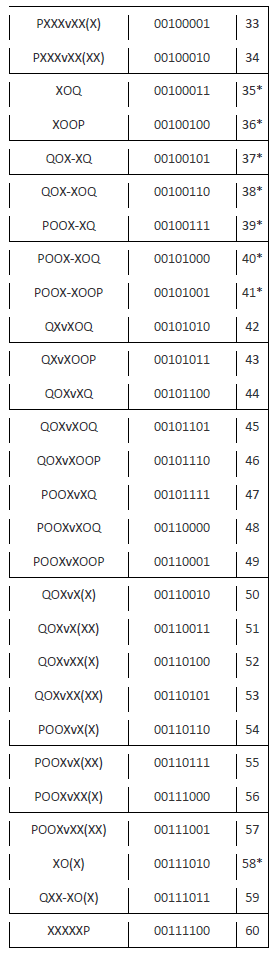 PXXXvXX(X) 00100001 33
PXXXvXX(XX) 00100010 34
XOQ 00100011 35*
XOOP 00100100 36*
QOX-XQ 00100101 37*
QOX-XOQ 00100110 38*
POOX-XQ 00100111 39*
POOX-XOQ 00101000 40*
POOX-XOOP 00101001 41*
QXvXOQ 00101010 42
QXvXOOP 00101011 43
QOXvXQ 00101100 44
QOXvXOQ 00101101 45
QOXvXOOP 00101110 46
POOXvXQ 00101111 47
POOXvXOQ 00110000 48
POOXvXOOP 00110001 49
QOXvX(X) 00110010 50
QOXvX(XX) 00110011 51
QOXvXX(X) 00110100 52
QOXvXX(XX) 00110101 53
POOXvX(X) 00110110 54
POOXvX(XX) 00110111 55
POOXvXX(X) 00111000 56
POOXvXX(XX) 00111001 57
XO(X) 00111010 58*
QXX-XO(X) 00111011 59
XXXXXP 00111100 60